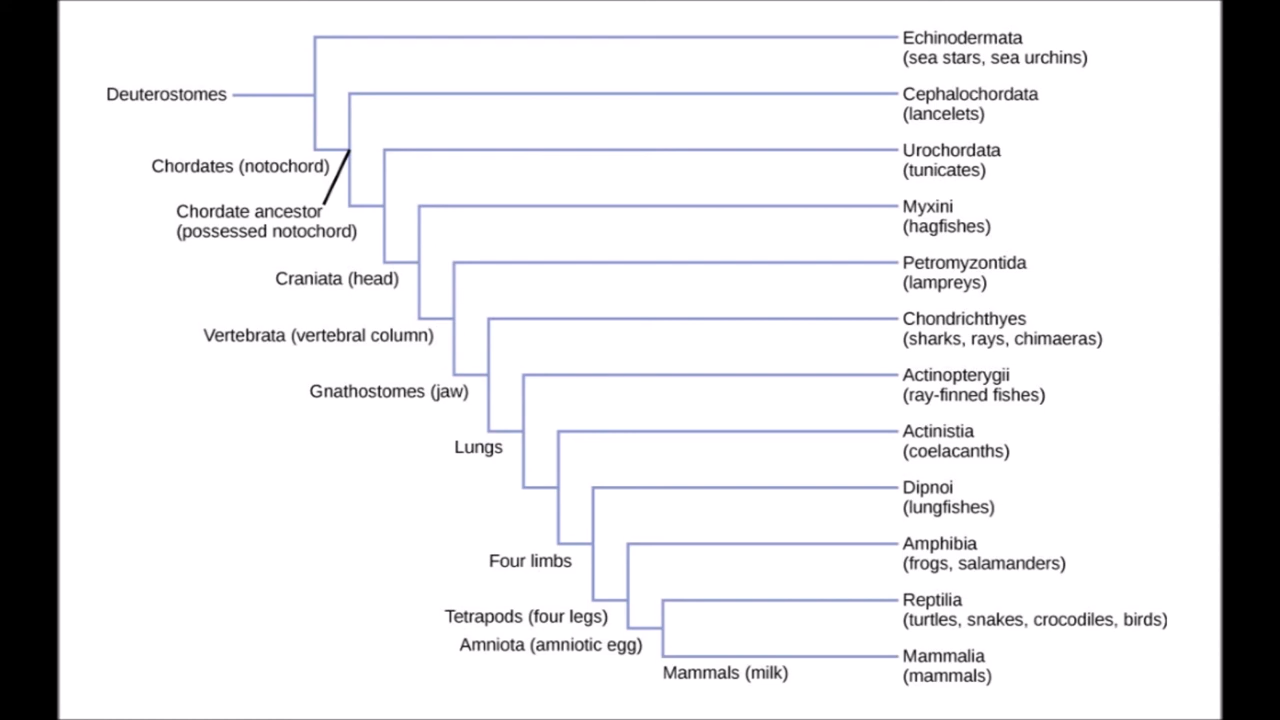 Echinodermata
(sea stars, sea urchins)
Deuterostomes
Cephalochordata
(lancelets)
Chordates (notochord)
Urochordata
(tunicates)
Chordate ancestor
(possessed notochord)
Myxini
(hagfishes)
Craniata (head)
Petromyzontida
(lampreys)
Vertebrata (vertebral column)
Chondrichthyes
(sharks, rays, chimaeras)
Gnathostomes (jaw)
Actinopterygii
(ray-finned fishes)
Lungs
Actinistia
(coelacanths)
Dipnoi
(lungfishes)
Four limbs
Amphibia
(frogs, salamanders)
Tetrapods (four legs)
Reptilia
(turtles, snakes, crocodiles, birds)
Amniota (amniotic egg)
Mammals (milk)
Mammalia
(mammals)